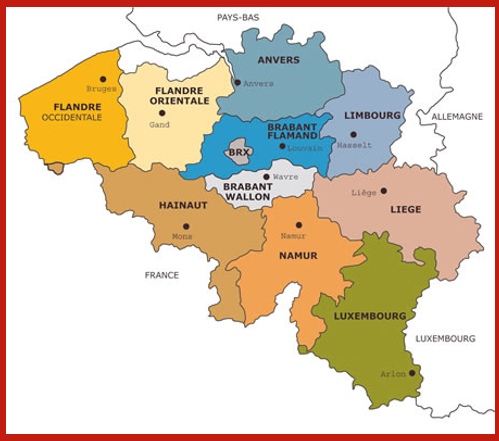 PAYS-BAS
ANVERS
Anvers
Bruges
FLANDRE
OCCIDENTALE
FLANDRE
ORIENTALE
Gand
LIMBOURG
Hasselt
ALLEMAGNE
BRABANT
FLAMAND
Louvain
BRX
Wavre
BRABANT
WALLON
Liége
LIEGE
HAINAUT
Mons
Namur
NAMUR
FRANCE
LUXEMBOURG
LUXEMBOURG
Arlon